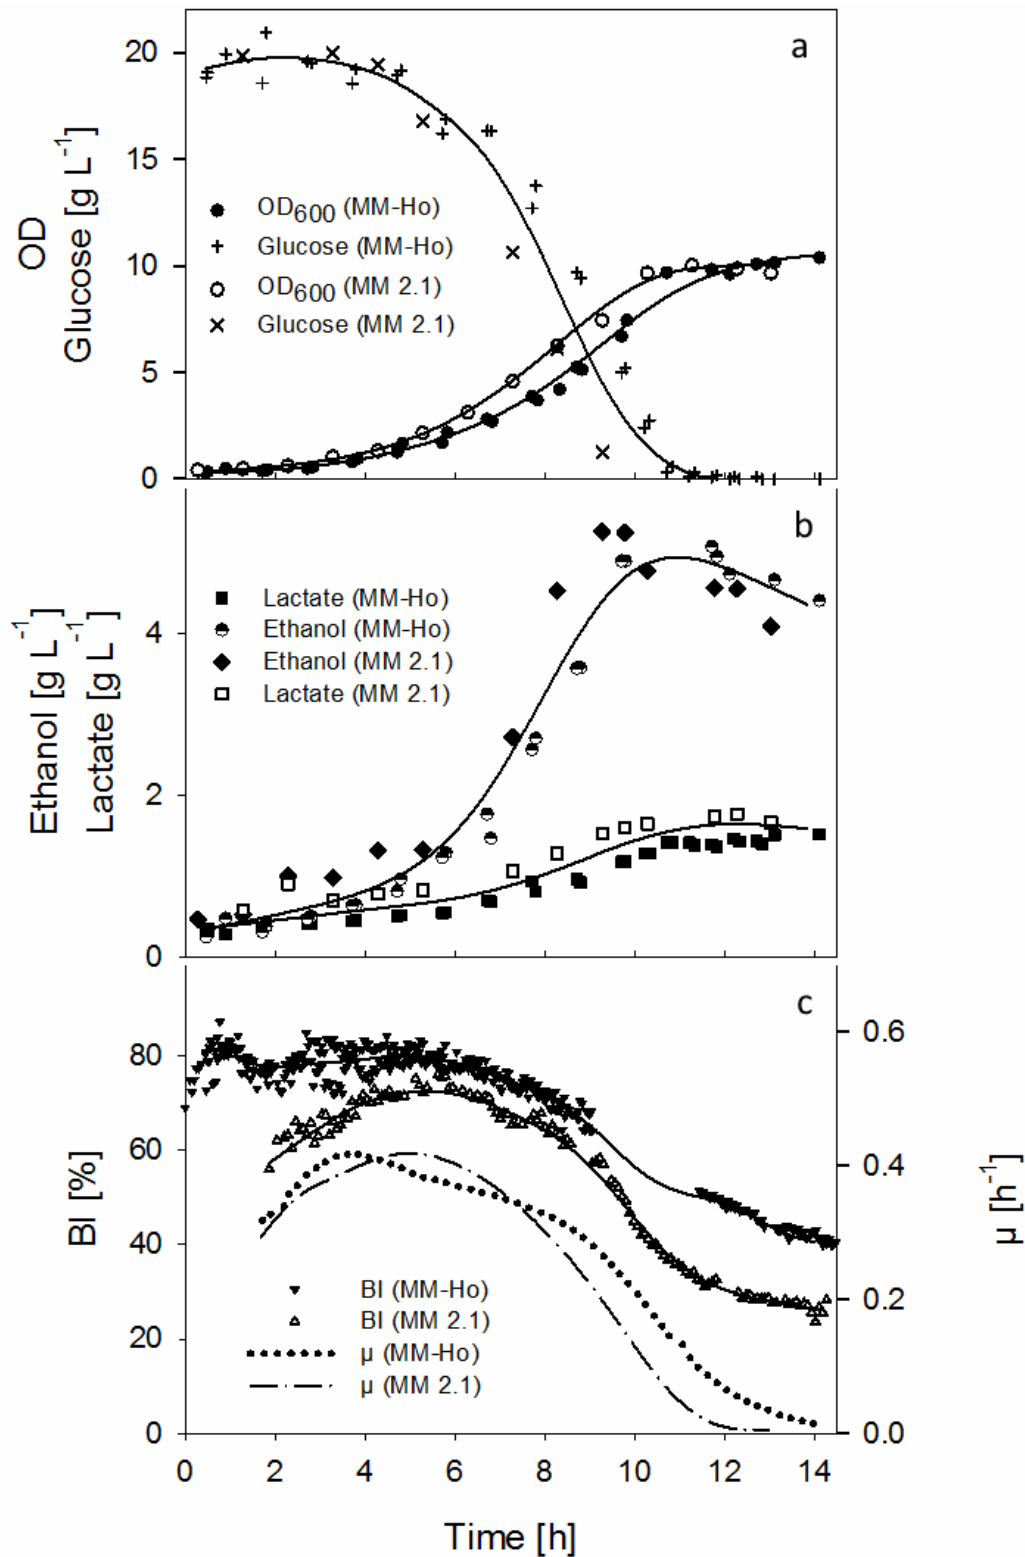 a
20
15
10
5
0
OD
Glucose [g L-1]
OD600 (MM-Ho)
Glucose (MM-Ho)
OD600 (MM 2.1)
Glucose (MM 2.1)
b
4
2
0
Ethanol [g L-1]
Lactate [g L-1]
Lactate (MM-Ho)
Ethanol (MM-Ho)
Ethanol (MM 2.1)
Lactate (MM 2.1)
c
80
60
40
20
0
BI [%]
0.6
0.4
0.2
0.0
µ [h-1]
BI (MM-Ho)
BI (MM 2.1)
µ (MM-Ho)
µ (MM 2.1)
0 2 4 6 8 10 12 14
Time [h]